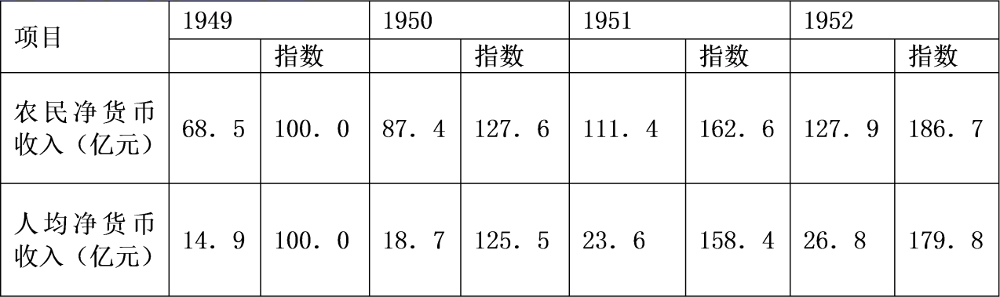 项目 1949 1950 1951 1952
指数 指数 指数 指数
农民净货币
收入（亿元） 68．5 100．0 87．4 127．6 111．4 162．6 127．9 186．7
人均净货币
收入（亿元） 14．9 100．0 18．7 125．5 23．6 158．4 26．8 179．8